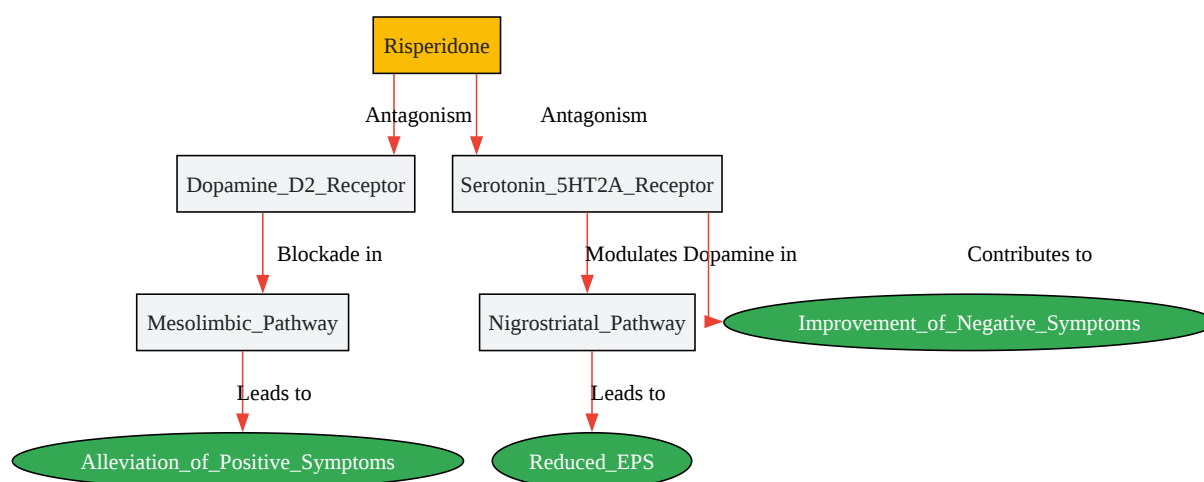 Risperidone
Antagonism
Antagonism
Dopamine_D2_Receptor
Serotonin_5HT2A_Receptor
Blockade in
Modulates Dopamine in
Contributes to
Mesolimbic_Pathway
Nigrostriatal_Pathway
Improvement_of_Negative_Symptoms
Leads to
Leads to
Alleviation_of_Positive_Symptoms
Reduced_EPS